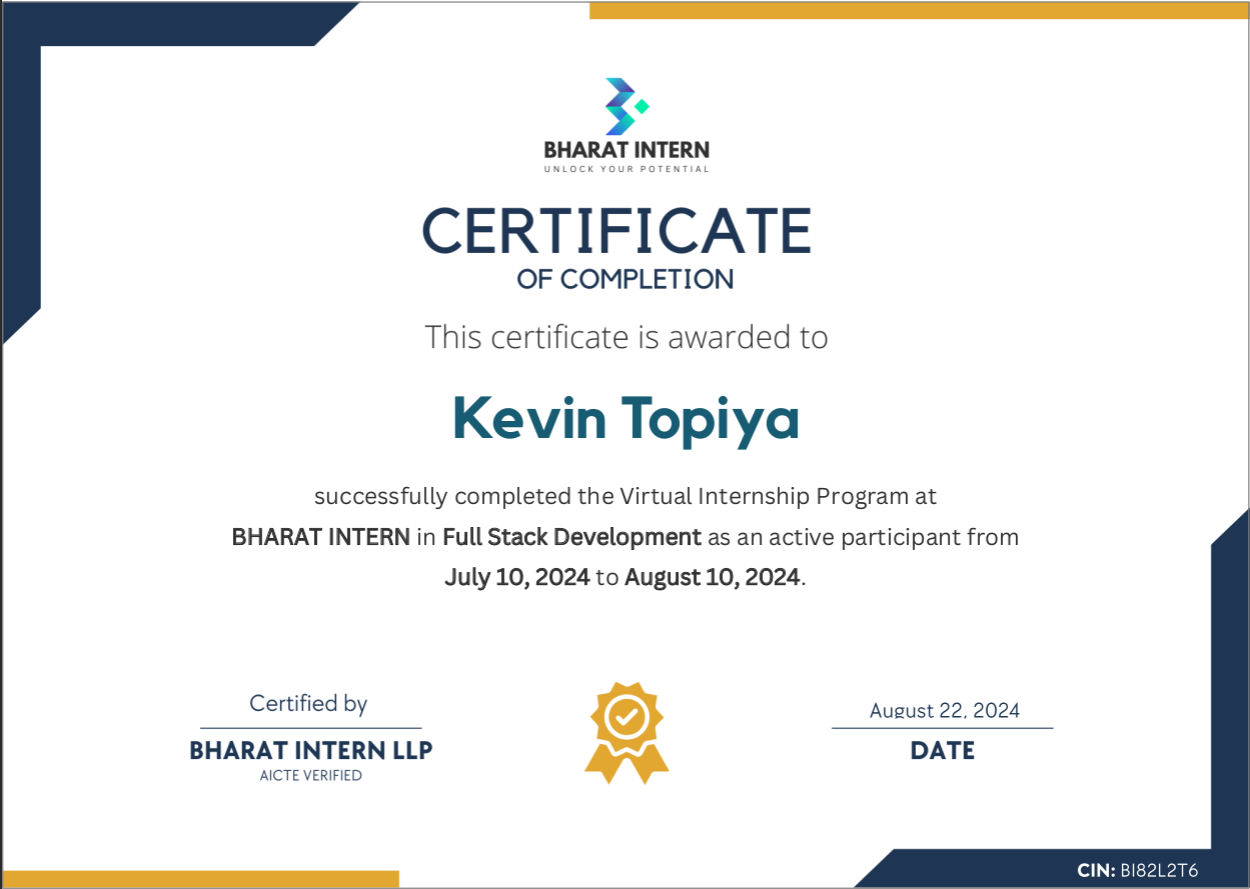 BHARAT INTERN
UNLOCK YOUR POTENTIAL
CERTIFICATE
OF COMPLETION
This certificate is awarded to
Kevin Topiya
successfully completed the Virtual Internship Program at
BHARAT INTERN in Full Stack Development as an active participant from
July 10, 2024 to August 10, 2024.
Certified by
BHARAT INTERN LLP
AICTE VERIFIED
August 22, 2024
DATE
CIN: BI82L2T6